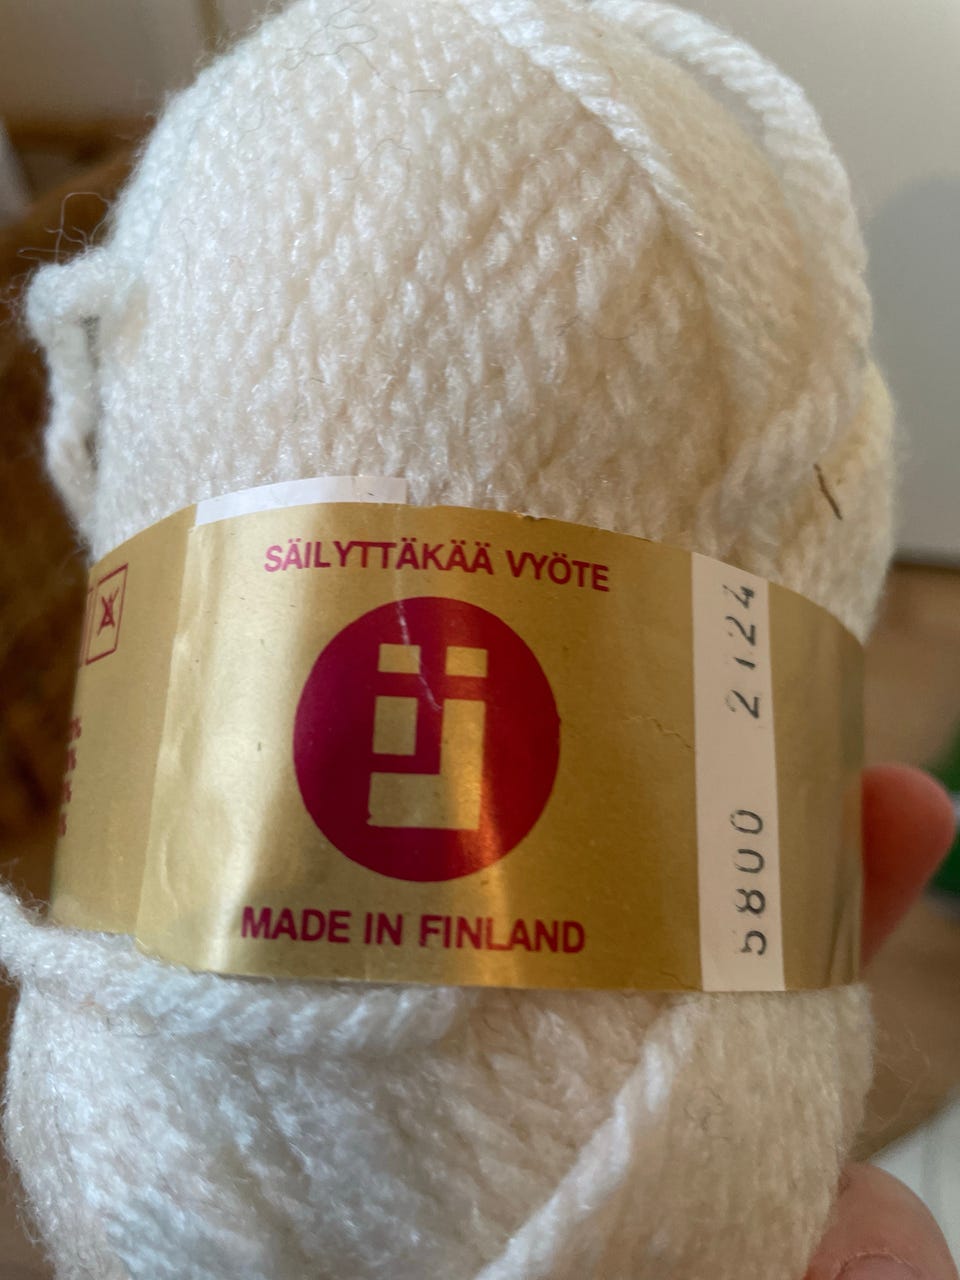 SÄILYTTÄKÄÄ VYÖTE
MADE IN FINLAND
5800 2124